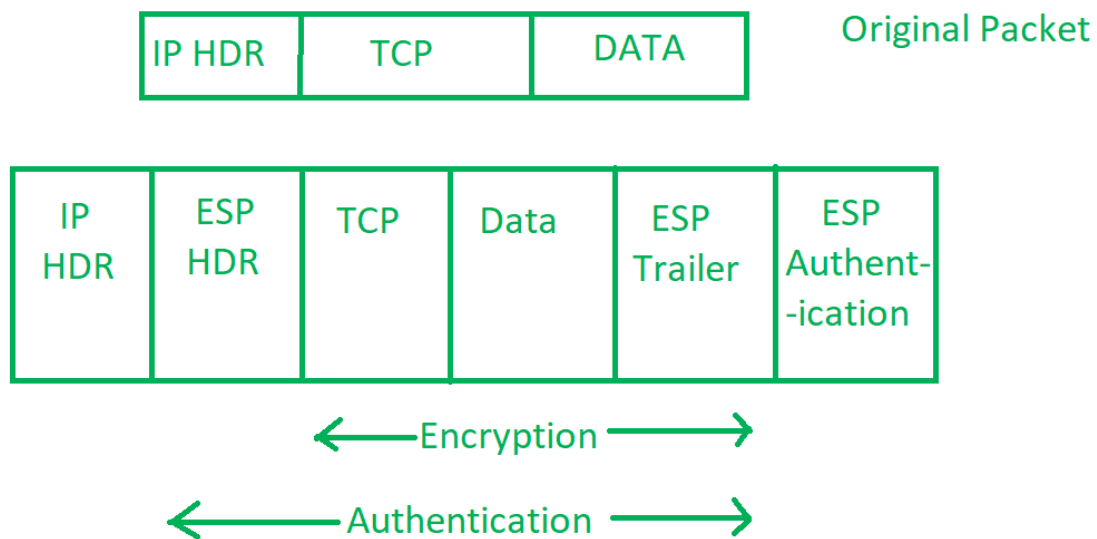 Original Packet
IP HDR
TCP
DATA
IP
HDR
ESP
HDR
TCP
Data
ESP
Trailer
ESP
Authent-
-ication
Encryption
Authentication